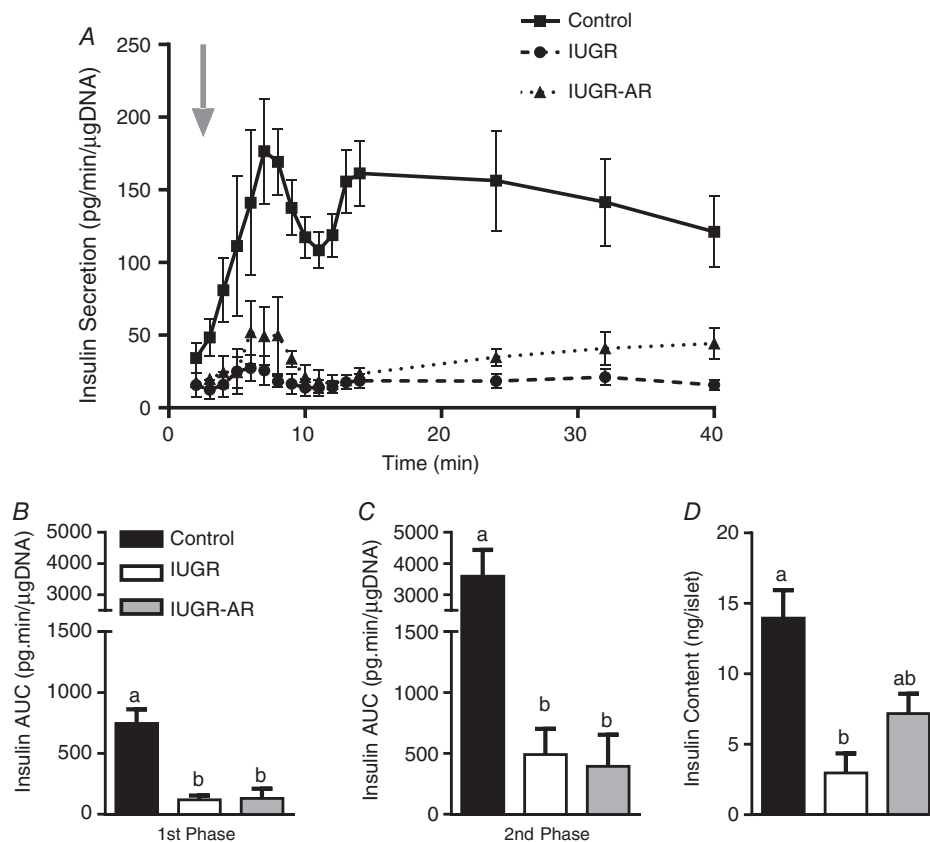 A
Control
IUGR
IUGR-AR
Insulin Secretion (pg/min/µgDNA)
250
200
150
100
50
0
0
10
20
30
40
Time (min)
B
Insulin AUC (pg.min/µgDNA)
5000
4000
3000
1500
1000
500
0
Control
IUGR
IUGR-AR
a
b
b
1st Phase
C
Insulin AUC (pg.min/µgDNA)
5000
4000
3000
1500
1000
500
0
a
b
b
2nd Phase
D
Insulin Content (ng/islet)
20
15
10
5
0
a
b
ab